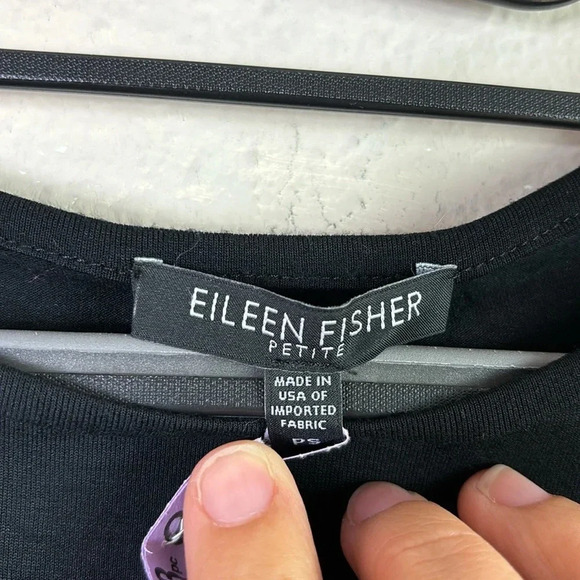 EILEEN FISHER
PETITE
MADE IN
USA OF
IMPORTED
FABRIC
PS